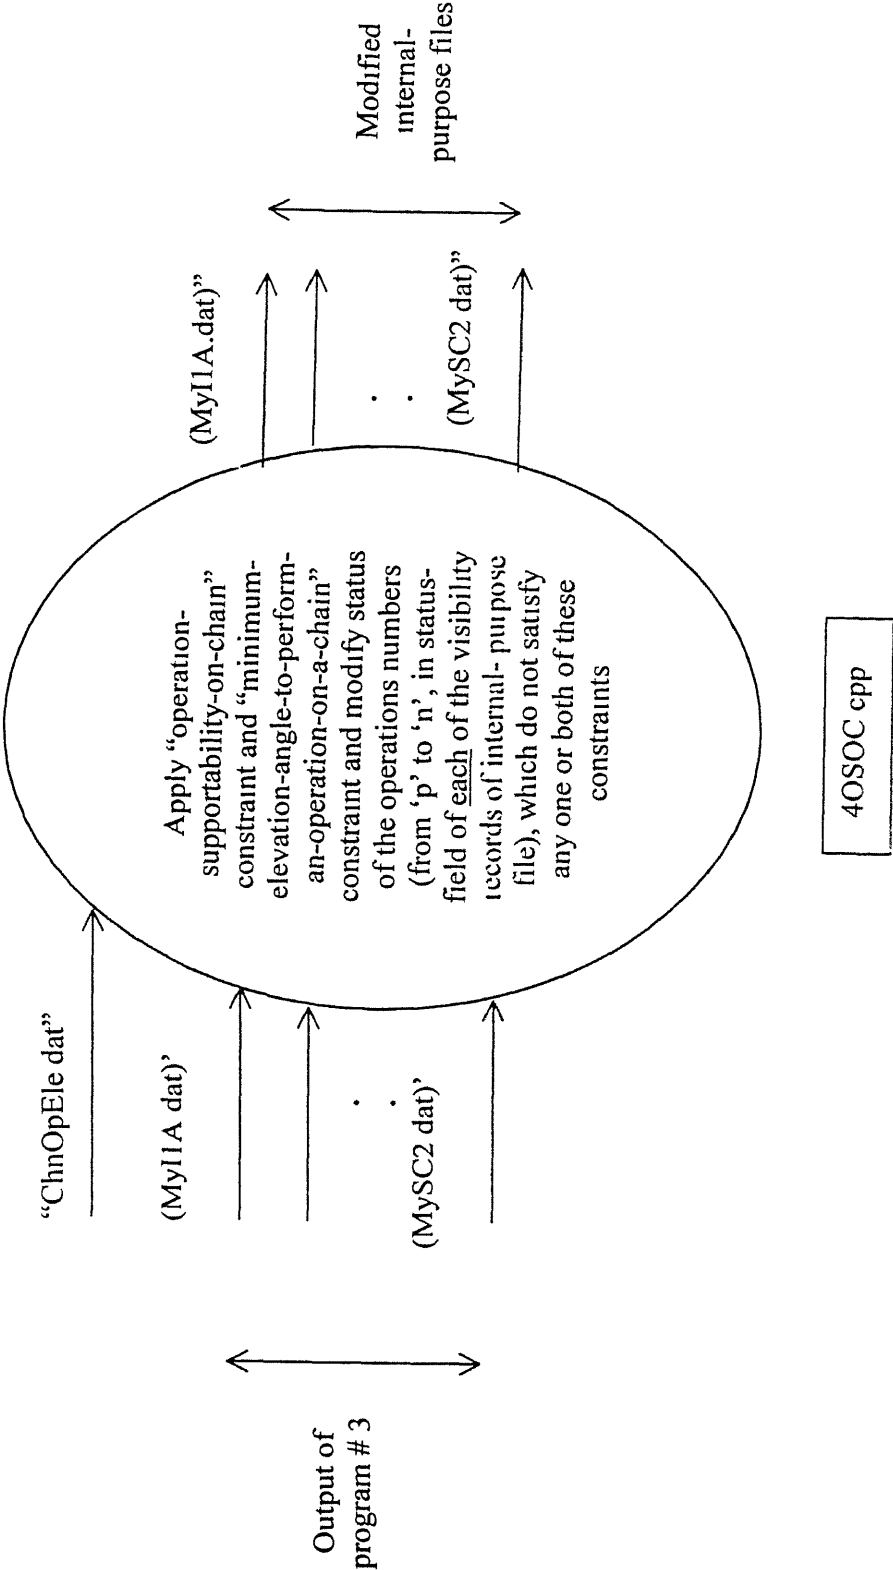 “ChnOpEle dat”
(MyI1A dat)’
.
.
(MySC2 dat)’
Output of
program # 3
Apply “operation-
supportability-on-chain”
constraint and “minimum-
elevation-angle-to-perform-
an-operation-on-a-chain”
constraint and modify status
of the operations numbers
(from ‘p’ to ‘n’, in status-
field of each of the visibility
records of internal- purpose
file), which do not satisfy
any one or both of these
constraints
(MyI1A.dat)”
.
.
(MySC2 dat)”
Modified
internal-
purpose files
4OSOC cpp